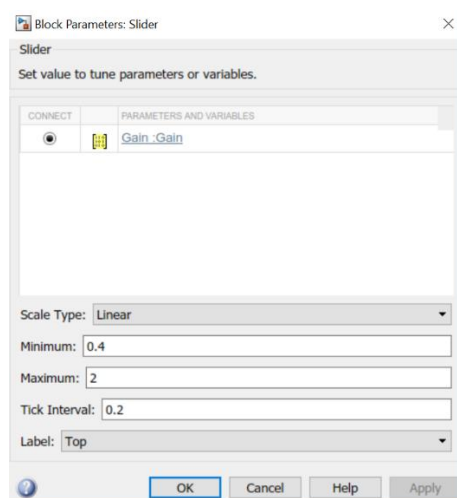 Block Parameters: Slider
Slider
Set value to tune parameters or variables.
CONNECT PARAMETERS AND VARIABLES
Gain :Gain
Scale Type: Linear
Minimum: 0.4
Maximum: 2
Tick Interval: 0.2
Label: Top
OK Cancel Help Apply